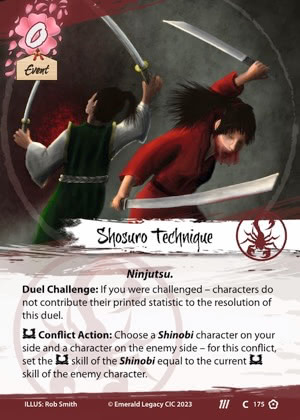 0
Event
Shosuro Technique
Ninjutsu.
Duel Challenge: If you were challenged – characters do
not contribute their printed statistic to the resolution of
this duel.
Conflict Action: Choose a Shinobi character on your
side and a character on the enemy side – for this conflict,
set the skill of the Shinobi equal to the current
skill of the enemy character.
ILLUS: Rob Smith
© Emerald Legacy CIC 2023
C 175